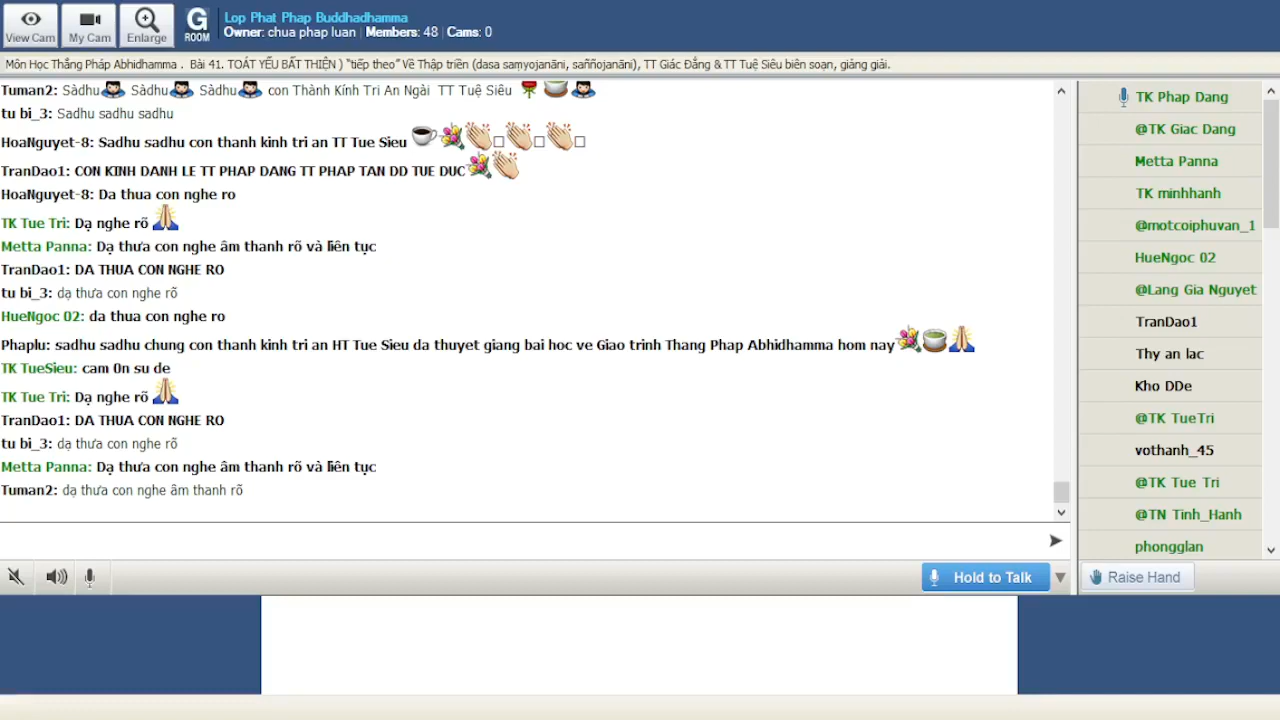 View Cam
My Cam
Enlarge
G
ROOM
Lop Phat Phap Buddhadhamma
Owner: chua phap luan | Members: 48 | Cams: 0
Môn Học Thắng Pháp Abhidhamma . Bài 41. TOÁT YẾU BẤT THIỆN ) “tiếp theo” Về Thập triền (dasa saṃyojanāni, saññojanāni), TT Giác Đẳng & TT Tuệ Siêu biên soạn, giảng giải.
Tuman2: Sàdhu Sàdhu Sàdhu con Thành Kính Tri Ân Ngài TT Tuệ Siêu
tu bi_3: Sadhu sadhu sadhu
HoaNguyet-8: Sadhu sadhu con thanh kinh tri an TT Tue Sieu
TranDao1: CON KINH DANH LE TT PHAP DANG TT PHAP TAN DD TUE DUC
HoaNguyet-8: Da thua con nghe ro
TK Tue Tri: Dạ nghe rõ
Metta Panna: Dạ thưa con nghe âm thanh rõ và liên tục
TranDao1: DA THUA CON NGHE RO
tu bi_3: dạ thưa con nghe rõ
HueNgoc 02: da thua con nghe ro
Phaplu: sadhu sadhu chung con thanh kinh tri an HT Tue Sieu da thuyet giang bai hoc ve Giao trinh Thang Phap Abhidhamma hom nay
TK TueSieu: cam 0n su de
TK Tue Tri: Dạ nghe rõ
TranDao1: DA THUA CON NGHE RO
tu bi_3: dạ thưa con nghe rõ
Metta Panna: Dạ thưa con nghe âm thanh rõ và liên tục
Tuman2: dạ thưa con nghe âm thanh rõ
Hold to Talk
TK Phap Dang
@TK Giac Dang
Metta Panna
TK minhhanh
@motcoiphuvan_1
HueNgoc 02
@Lang Gia Nguyet
TranDao1
Thy an lac
Kho DDe
@TK TueTri
vothanh_45
@TK Tue Tri
@TN Tinh_Hanh
phongglan
Raise Hand